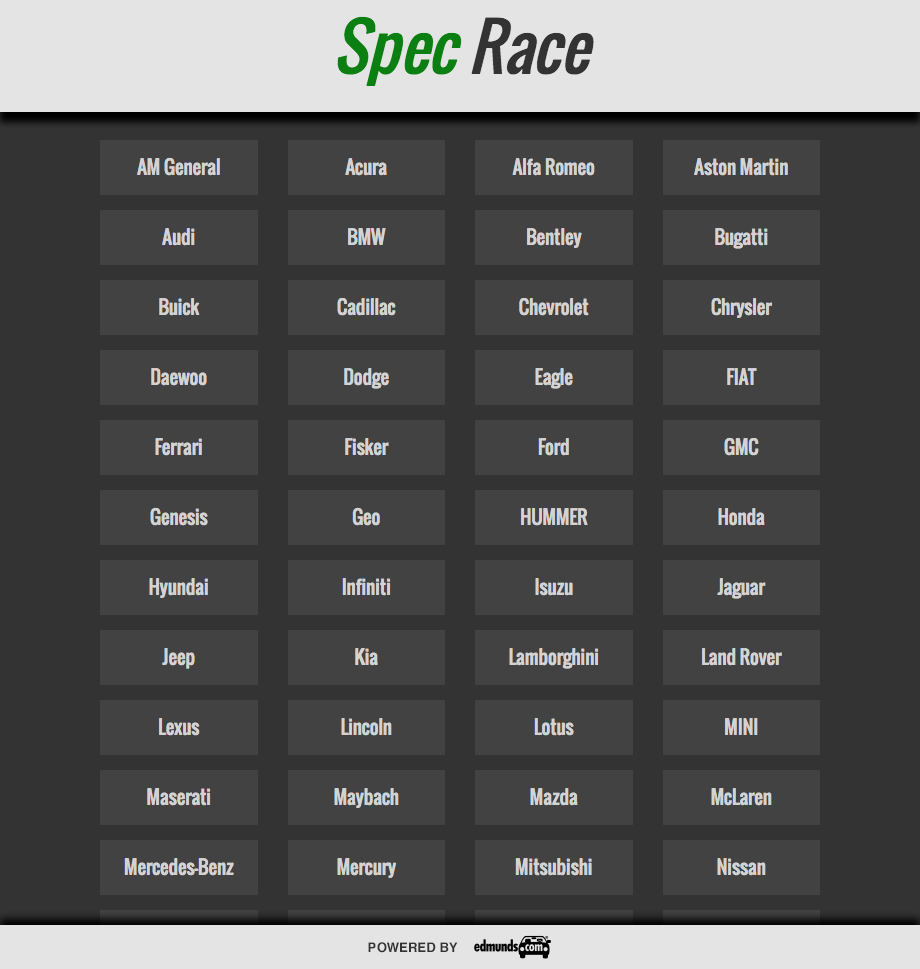 Spec Race
AM General Acura Alfa Romeo Aston Martin
Audi BMW Bentley Bugatti
Buick Cadillac Chevrolet Chrysler
Daewoo Dodge Eagle FIAT
Ferrari Fisker Ford GMC
Genesis Geo HUMMER Honda
Hyundai Infiniti Isuzu Jaguar
Jeep Kia Lamborghini Land Rover
Lexus Lincoln Lotus MINI
Maserati Maybach Mazda McLaren
Mercedes-Benz Mercury Mitsubishi Nissan
POWERED BY edmunds.com